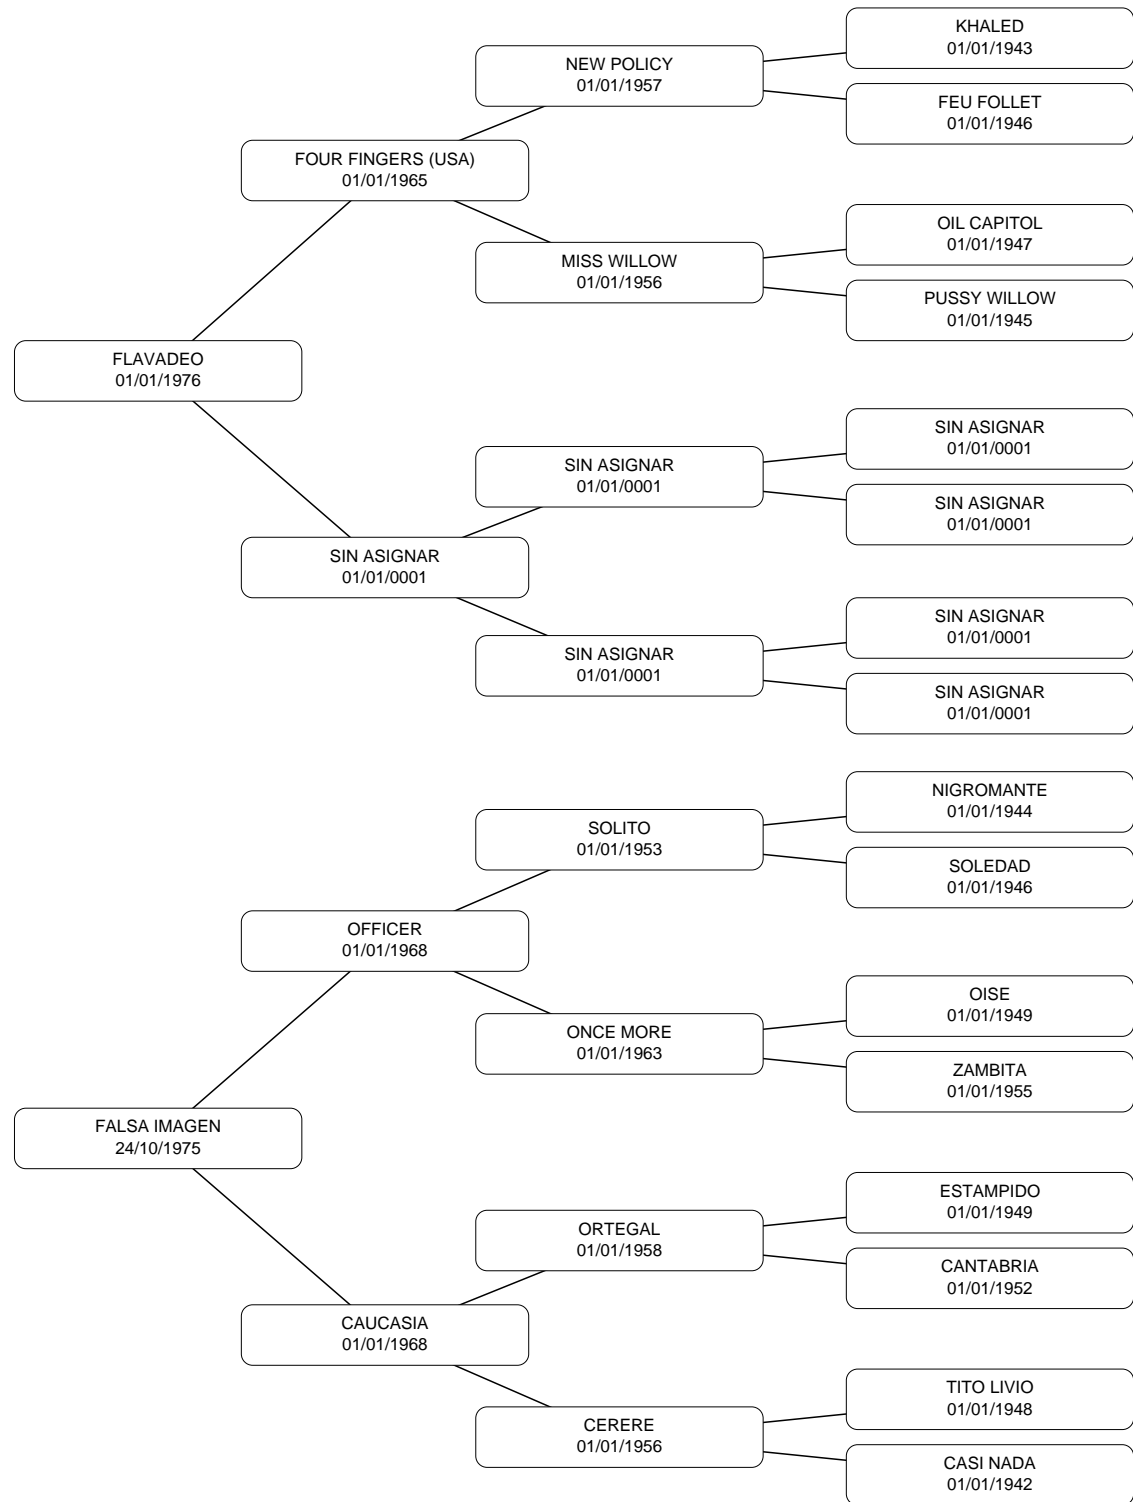 KHALED
01/01/1943
NEW POLICY
01/01/1957
FEU FOLLET
01/01/1946
FOUR FINGERS (USA)
01/01/1965
OIL CAPITOL
01/01/1947
MISS WILLOW
01/01/1956
PUSSY WILLOW
01/01/1945
FLAVADEO
01/01/1976
SIN ASIGNAR
01/01/0001
SIN ASIGNAR
01/01/0001
SIN ASIGNAR
01/01/0001
SIN ASIGNAR
01/01/0001
SIN ASIGNAR
01/01/0001
SIN ASIGNAR
01/01/0001
SIN ASIGNAR
01/01/0001
NIGROMANTE
01/01/1944
SOLITO
01/01/1953
SOLEDAD
01/01/1946
OFFICER
01/01/1968
OISE
01/01/1949
ONCE MORE
01/01/1963
ZAMBITA
01/01/1955
FALSA IMAGEN
24/10/1975
ESTAMPIDO
01/01/1949
ORTEGAL
01/01/1958
CANTABRIA
01/01/1952
CAUCASIA
01/01/1968
TITO LIVIO
01/01/1948
CERERE
01/01/1956
CASI NADA
01/01/1942